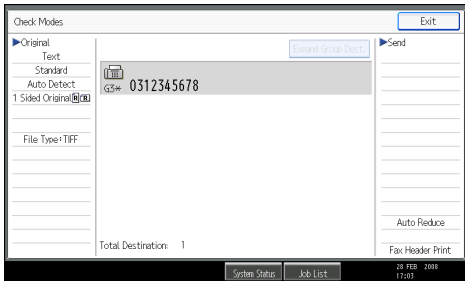 Check Modes
Exit
Original
Text
Standard
Auto Detect
1 Sided Original
File Type:TIFF
Expand Group Dest.
G3* 0312345678
Total Destination: 1
Send
Auto Reduce
Fax Header Print
System Status
Job List
28 FEB 2008
17:03